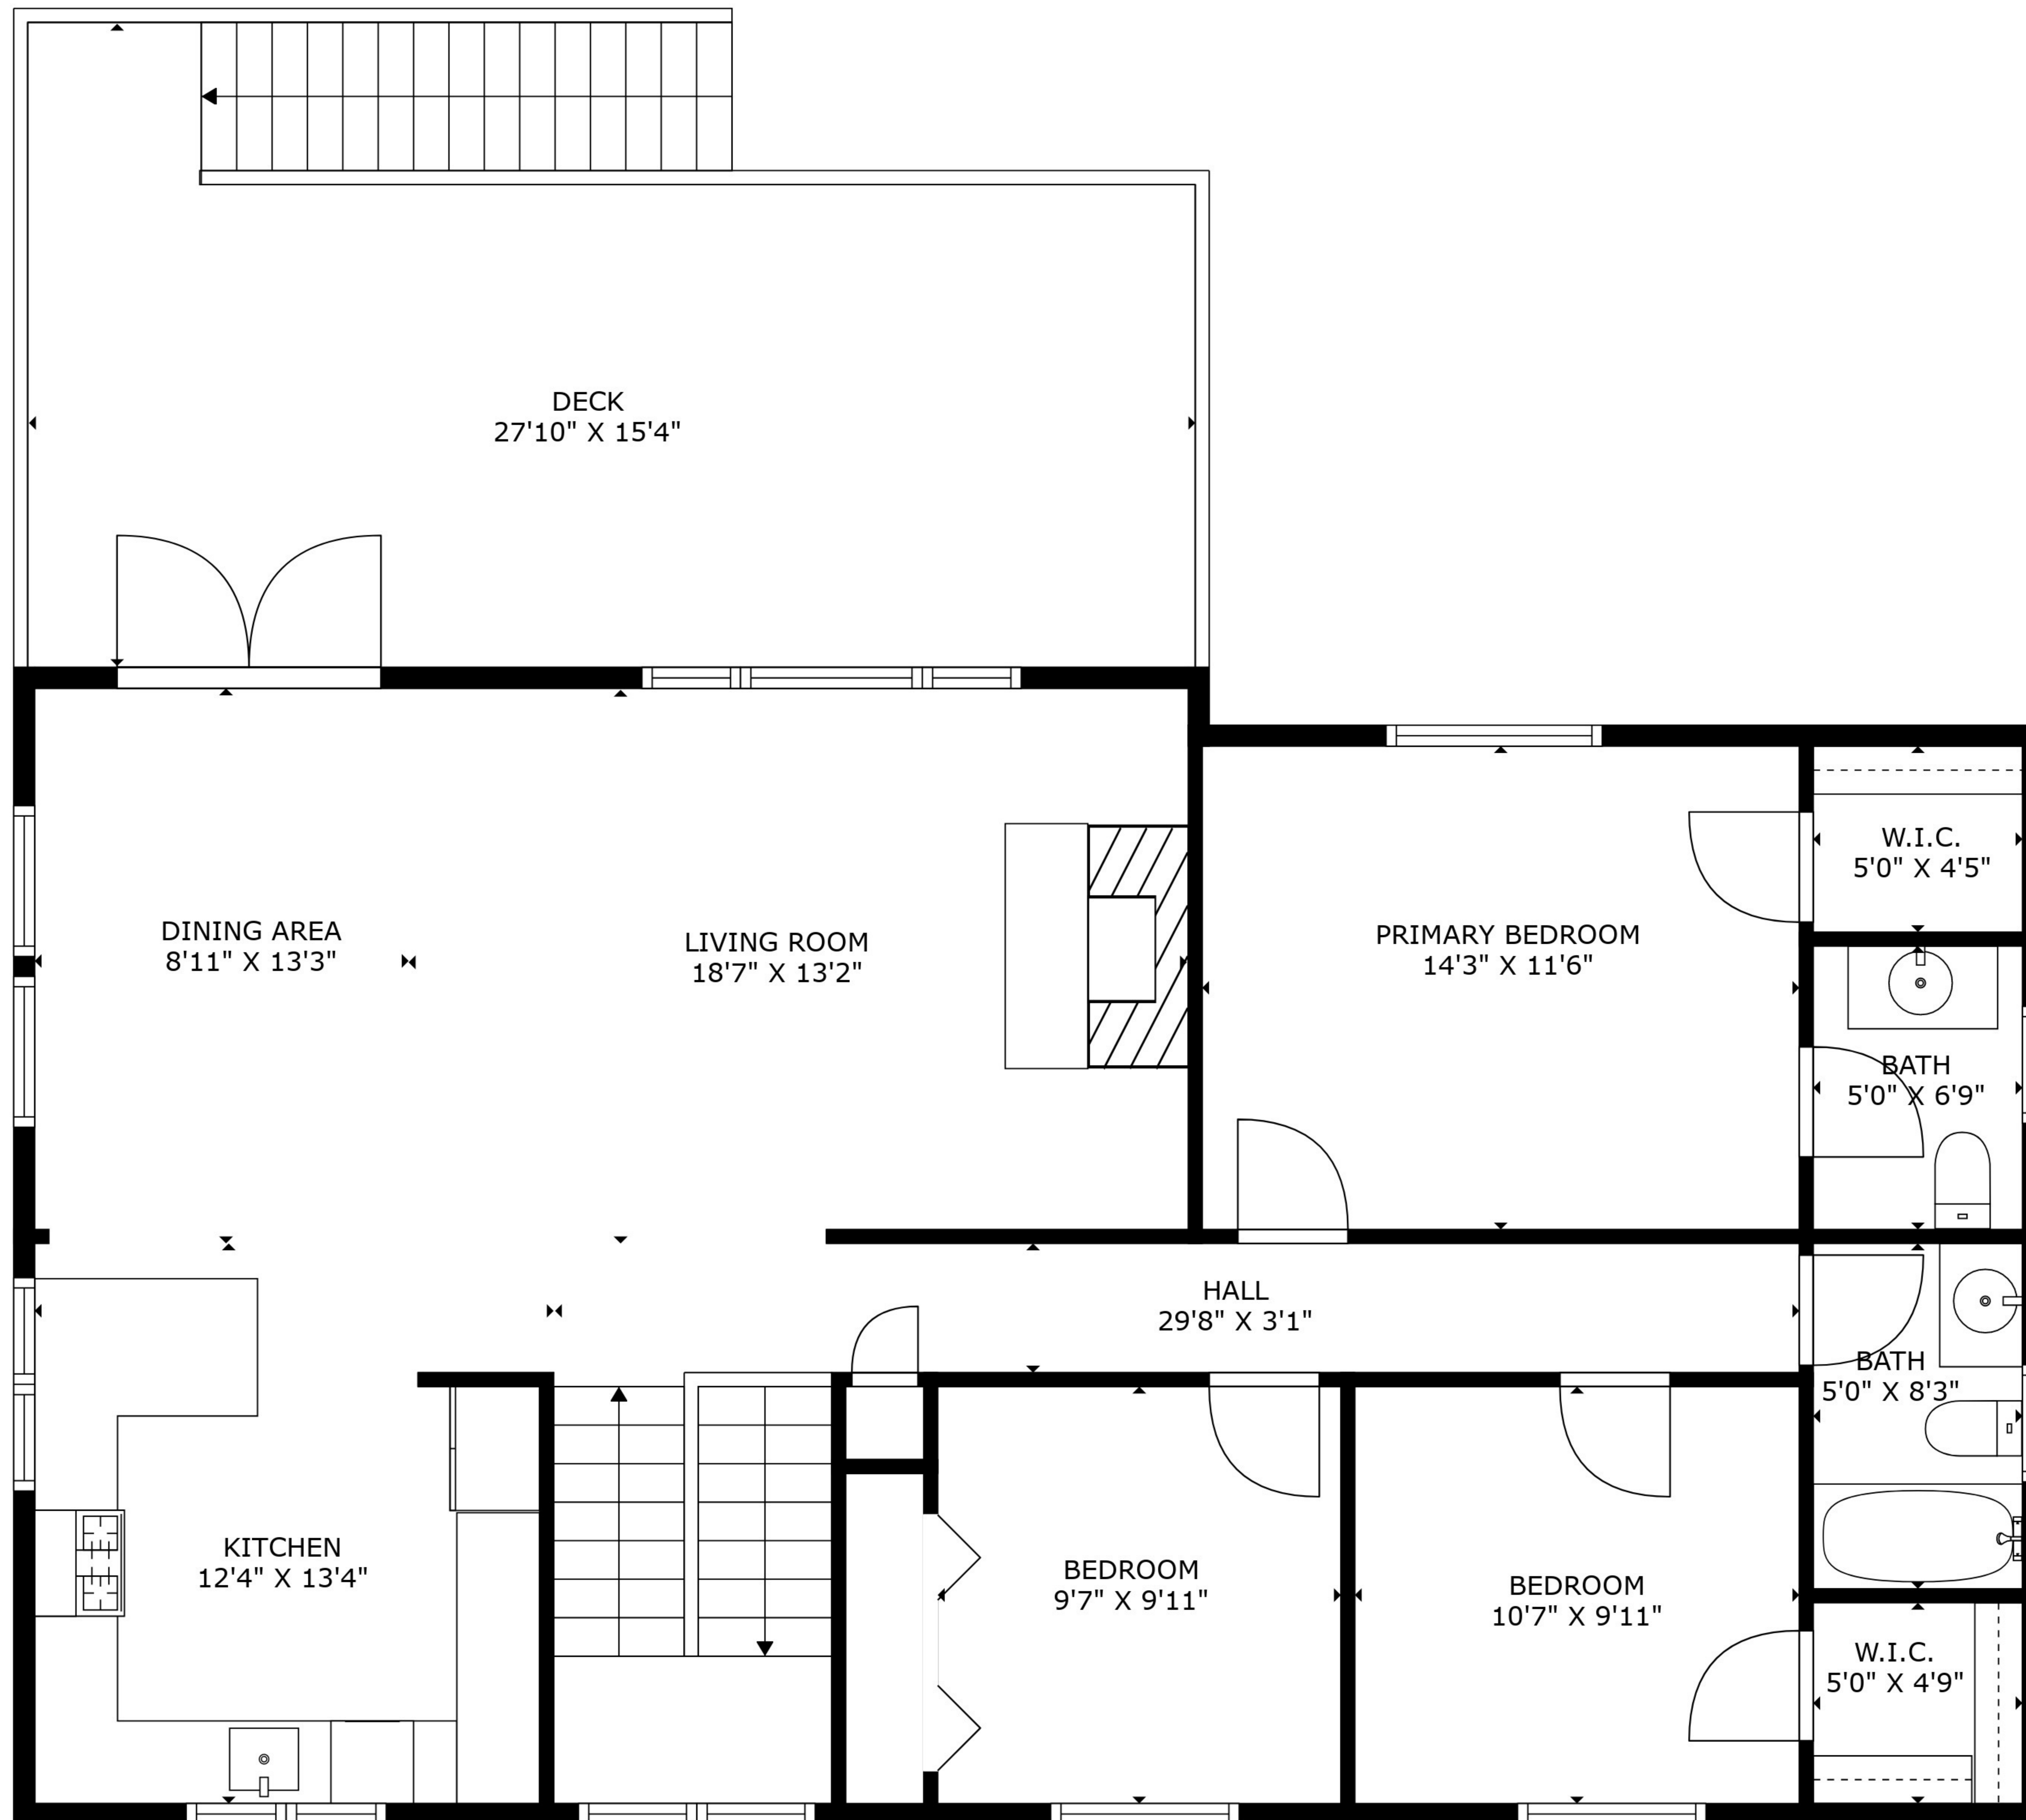 DECK
27'10" X 15'4"
DINING AREA
8'11" X 13'3"
LIVING ROOM
18'7" X 13'2"
PRIMARY BEDROOM
14'3" X 11'6"
W.I.C.
5'0" X 4'5"
BATH
5'0" X 6'9"
HALL
29'8" X 3'1"
BATH
5'0" X 8'3"
KITCHEN
12'4" X 13'4"
BEDROOM
9'7" X 9'11"
BEDROOM
10'7" X 9'11"
W.I.C.
5'0" X 4'9"